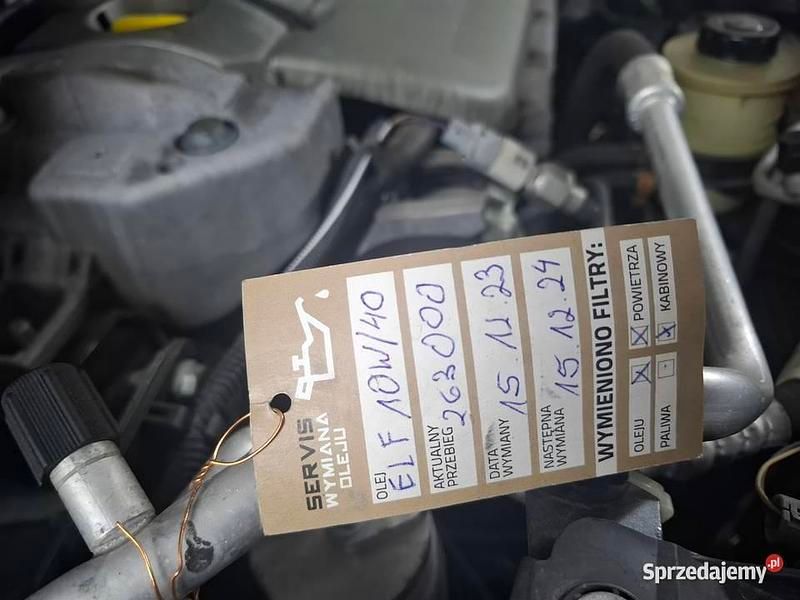 SERVIS
WYMIANA
OLEJU
OLEJ
ELF 10W/40
AKTUALNY
PRZEBIEG
263000
DATA
WYMIANY
15.12.23
NASTĘPNA
WYMIANA
15.12.24
WYMIENIONO FILTRY:
OLEJU
POWIETRZA
PALIWA
KABINOWY
Sprzedajemy.pl